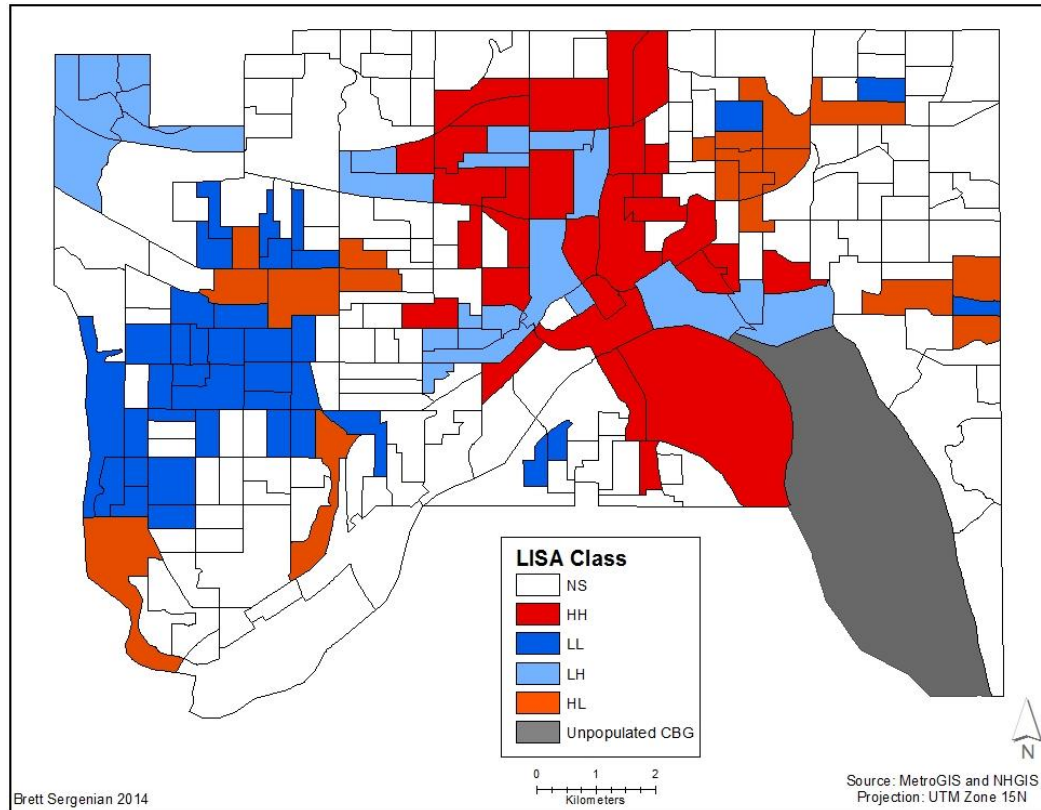 LISA Class
NS
HH
LL
LH
HL
Unpopulated CBG
0 1 2
Kilometers
N
Brett Sergenian 2014
Source: MetroGIS and NHGIS
Projection: UTM Zone 15N